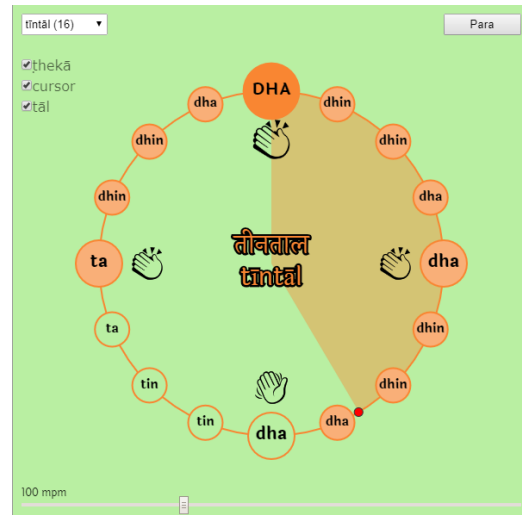 tīntāl (16)
Para
ṭhekā
cursor
tāl
DHA
dhin
dhin
dha
dha
dhin
dhin
dha
dha
tin
tin
ta
ta
dhin
dhin
dha
तीनताल
tīntāl
100 mpm